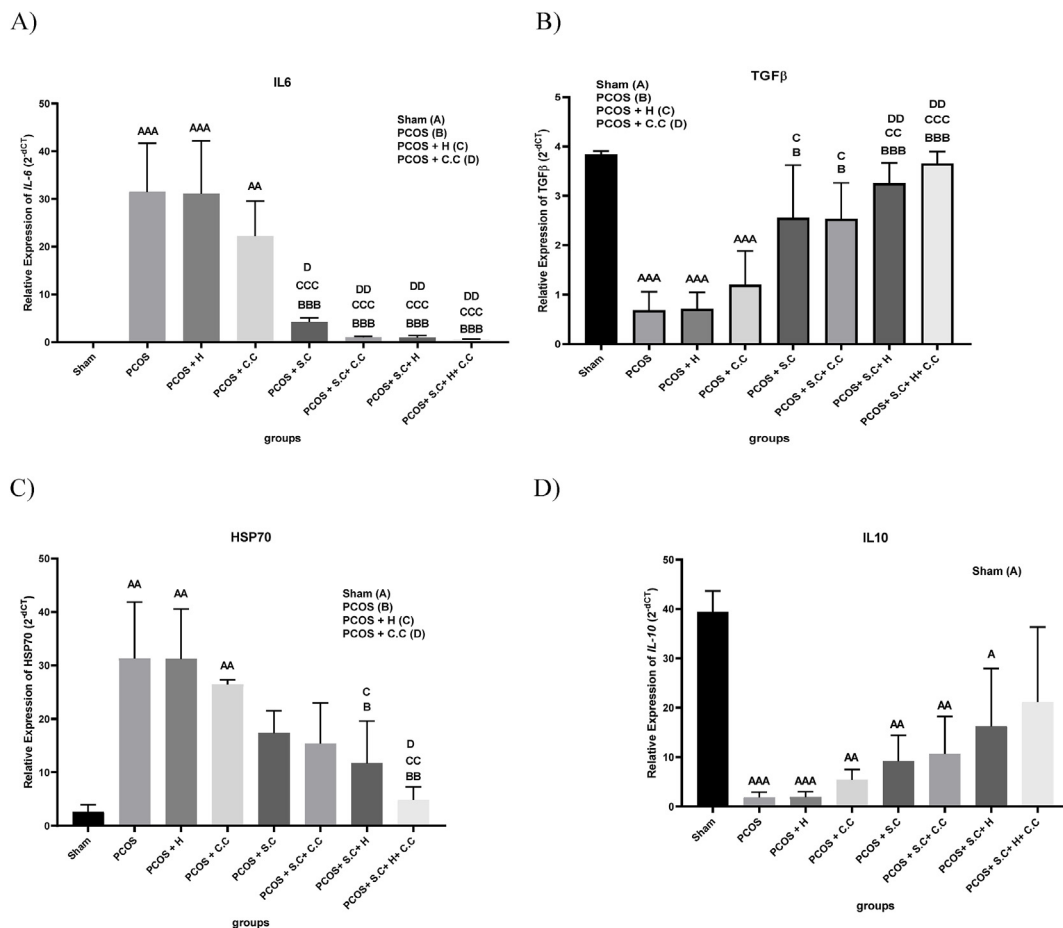 A)
IL6
Sham (A)
PCOS (B)
PCOS + H (C)
PCOS + C.C (D)
Relative Expression of IL-6 (2^-dCT)
50
40
30
20
10
0
AAA
AAA
AA
D
CCC
BBB
DD
CCC
BBB
DD
CCC
BBB
DD
CCC
BBB
Sham
PCOS
PCOS + H
PCOS + C.C
PCOS + S.C
PCOS + S.C+ C.C
PCOS+ S.C+ H
PCOS+ S.C+ H+ C.C
groups
B)
TGFβ
Sham (A)
PCOS (B)
PCOS + H (C)
PCOS + C.C (D)
Relative Expression of TGFβ (2^-dCT)
5
4
3
2
1
0
AAA
AAA
AAA
C
B
C
B
DD
CC
BBB
DD
CCC
BBB
Sham
PCOS
PCOS + H
PCOS + C.C
PCOS + S.C
PCOS + S.C+ C.C
PCOS+ S.C+ H
PCOS+ S.C+ H+ C.C
groups
C)
HSP70
Sham (A)
PCOS (B)
PCOS + H (C)
PCOS + C.C (D)
Relative Expression of HSP70 (2^-dCT)
50
40
30
20
10
0
AA
AA
AA
C
B
D
CC
BB
Sham
PCOS
PCOS + H
PCOS + C.C
PCOS + S.C
PCOS + S.C+ C.C
PCOS+ S.C+ H
PCOS+ S.C+ H+ C.C
groups
D)
IL10
Sham (A)
Relative Expression of IL-10 (2^-dCT)
50
40
30
20
10
0
AAA
AAA
AA
AA
AA
A
Sham
PCOS
PCOS + H
PCOS + C.C
PCOS + S.C
PCOS + S.C+ C.C
PCOS+ S.C+ H
PCOS+ S.C+ H+ C.C
groups